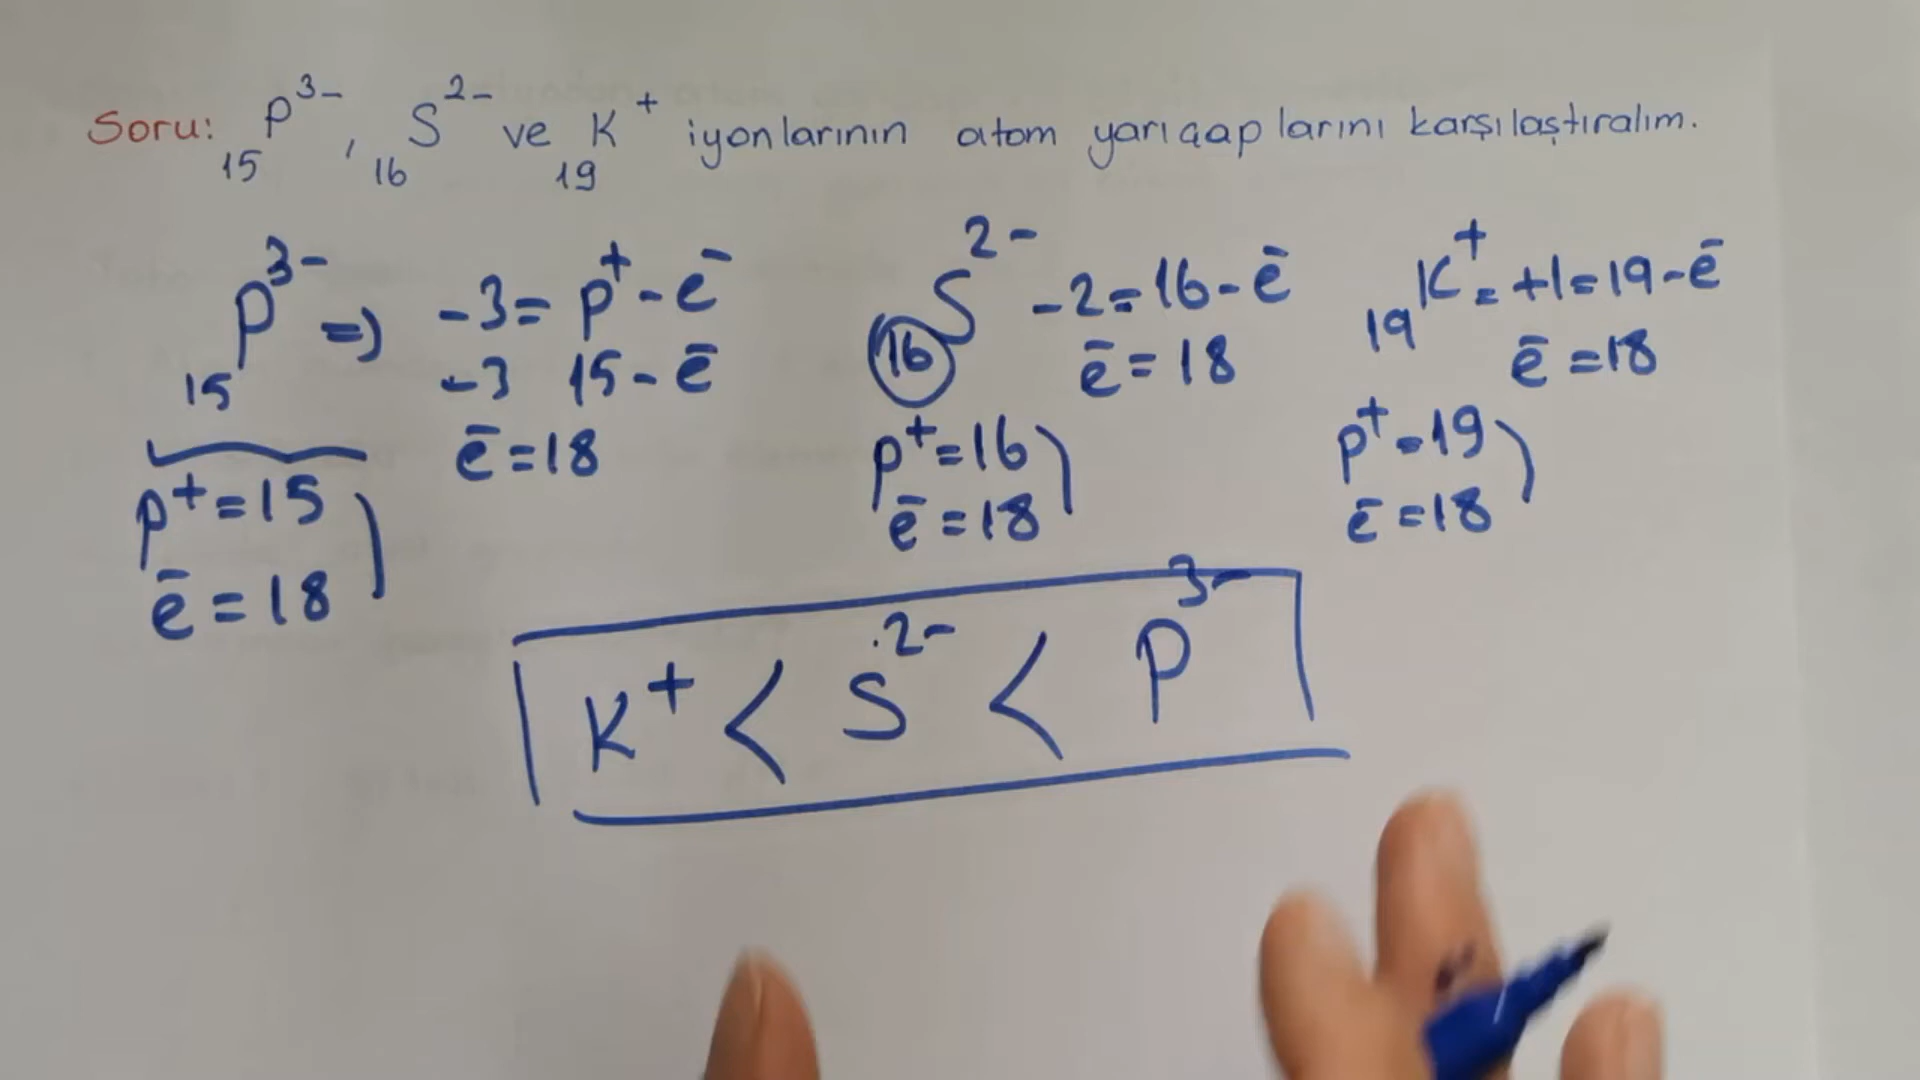 Soru: ₁₅P³⁻, ₁₆S²⁻ ve ₁₉K⁺ iyonlarının atom yarıçaplarını karşılaştıralım.
₁₅P³⁻ => -3 = p⁺ - e⁻
-3 15 - e⁻
e⁻ = 18
p⁺ = 15
e⁻ = 18
₁₆S²⁻ -2 = 16 - e⁻
e⁻ = 18
p⁺ = 16
e⁻ = 18
₁₉K⁺ = +1 = 19 - e⁻
e⁻ = 18
p⁺ = 19
e⁻ = 18
K⁺ < S²⁻ < P³⁻